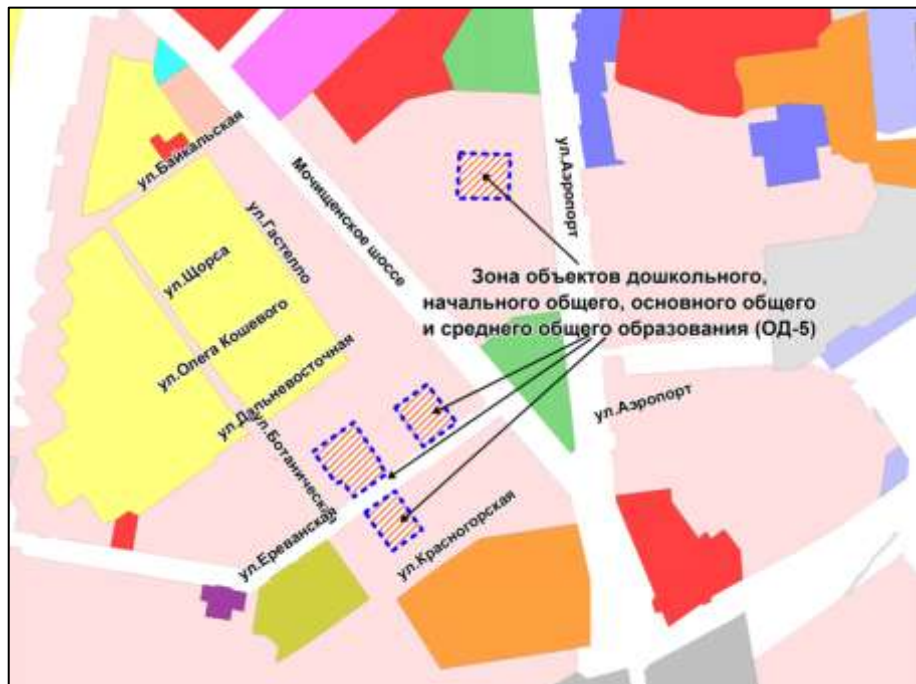 ул.Байкальская
Мочищенское шоссе
ул.Аэропорт
ул.Гастелло
ул.Щорса
Зона объектов дошкольного,
начального общего, основного общего
и среднего общего образования (ОД-5)
ул.Олега Кошевого
ул.Дальневосточная
ул.Аэропорт
ул.Ботаническая
ул.Ереванская
ул.Красногорская